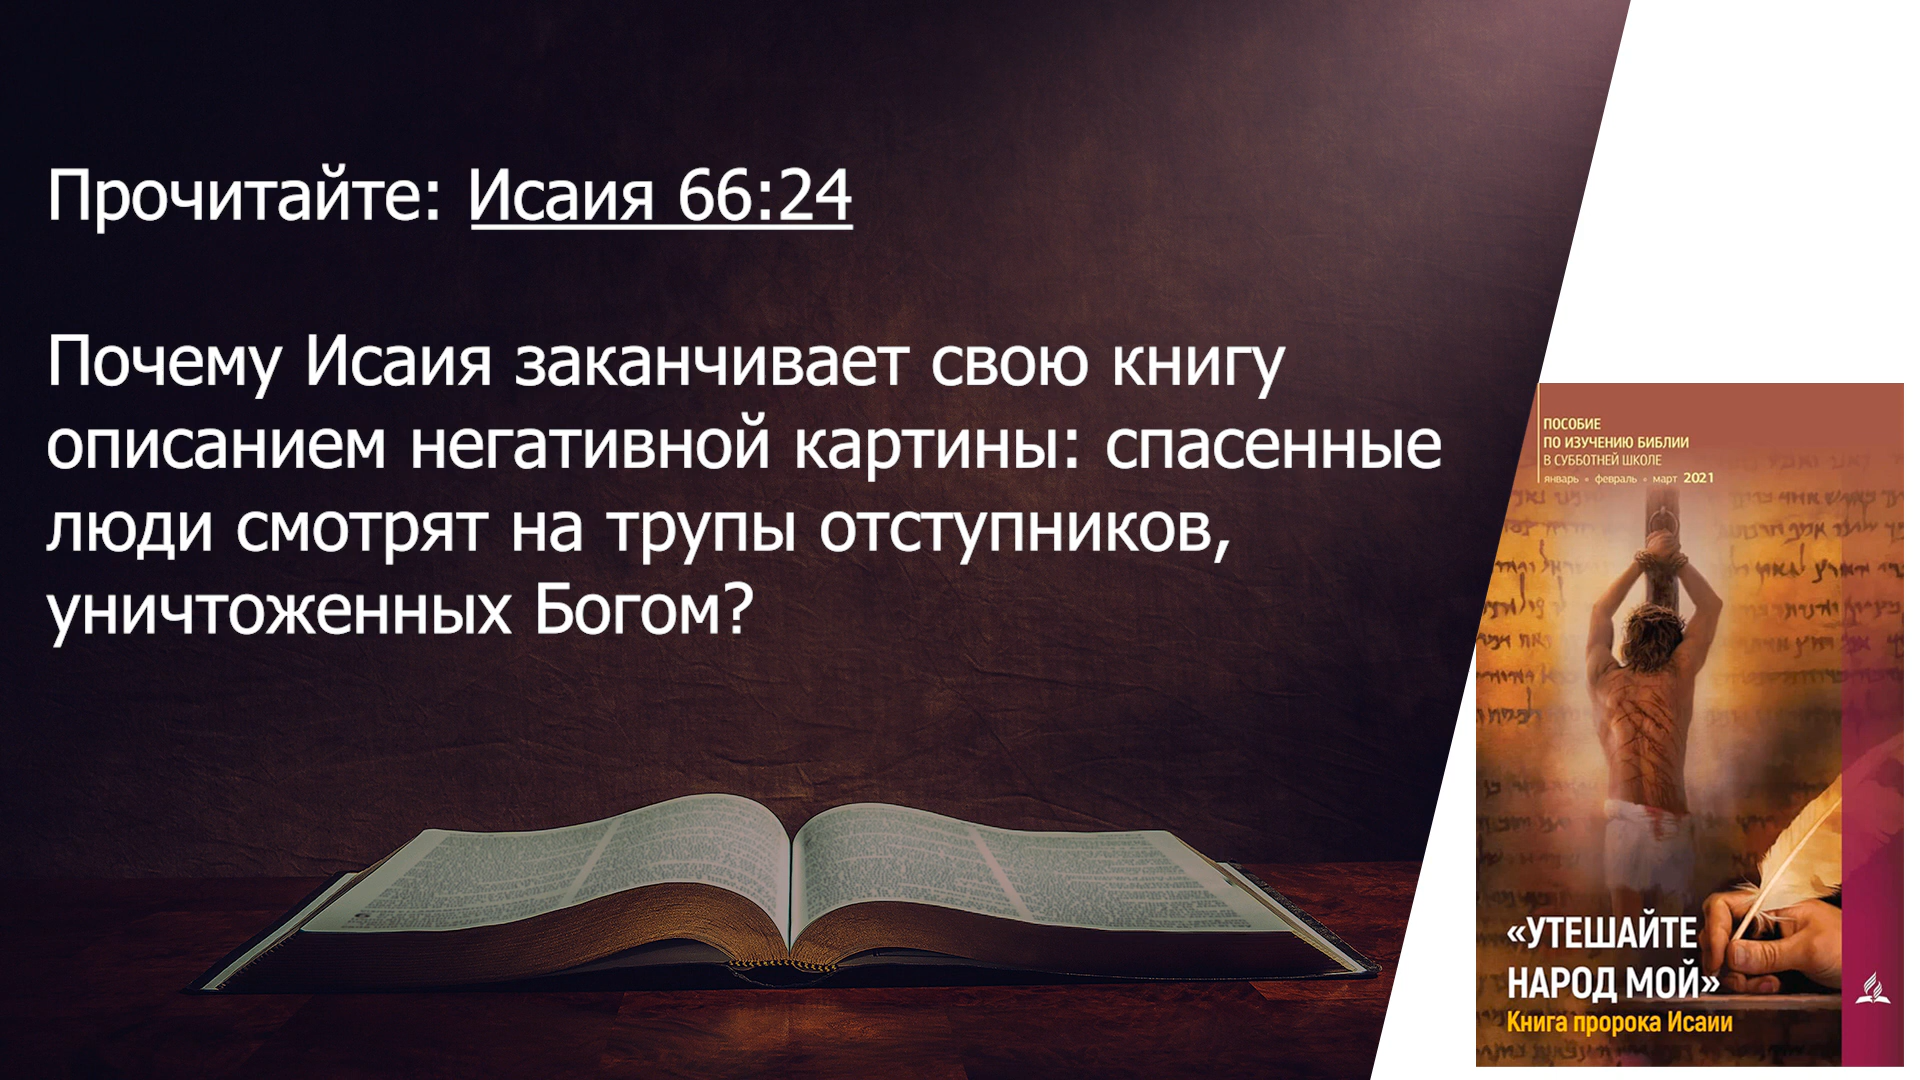 Прочитайте: Исаия 66:24
Почему Исаия заканчивает свою книгу
описанием негативной картины: спасенные
люди смотрят на трупы отступников,
уничтоженных Богом?
ПОСОБИЕ
ПО ИЗУЧЕНИЮ БИБЛИИ
В СУББОТНЕЙ ШКОЛЕ
январь • февраль • март 2021
«УТЕШАЙТЕ
НАРОД МОЙ»
Книга пророка Исаии